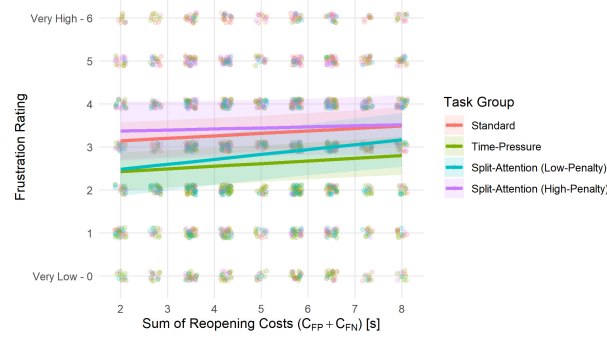 Very High - 6
5
4
3
2
1
Very Low - 0
Frustration Rating
2 3 4 5 6 7 8
Sum of Reopening Costs (C_FP + C_FN) [s]
Task Group
Standard
Time-Pressure
Split-Attention (Low-Penalty)
Split-Attention (High-Penalty)